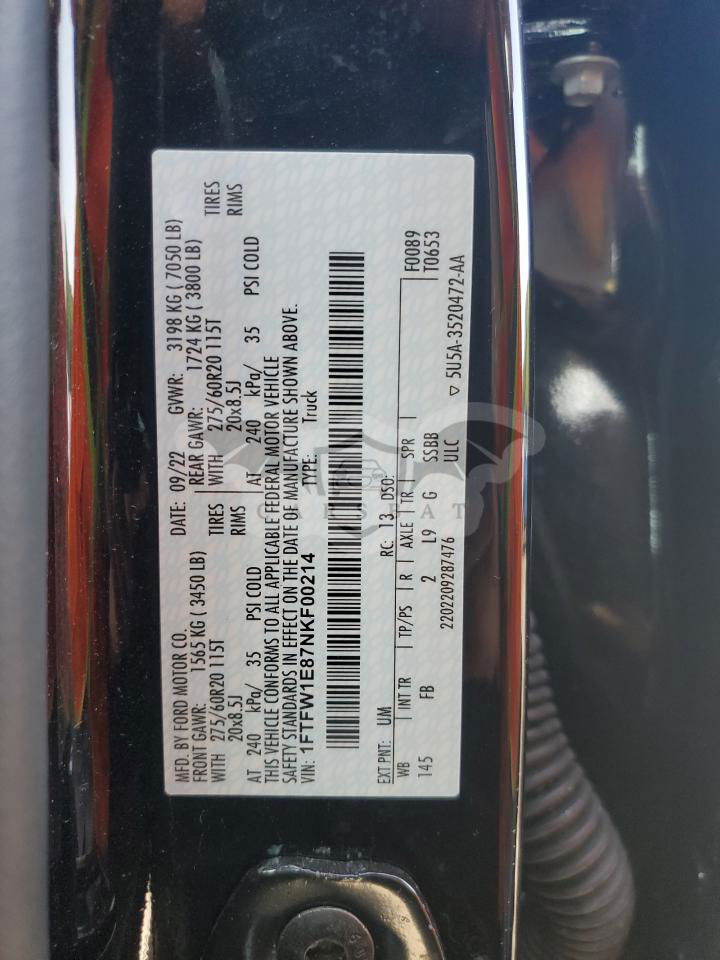 MFD. BY FORD MOTOR CO. DATE: 09/22 GVWR: 3198 KG ( 7050 LB)
FRONT GAWR: 1565 KG ( 3450 LB) REAR GAWR: 1724 KG ( 3800 LB)
WITH 275/60R20 115T TIRES WITH 275/60R20 115T TIRES
20x8.5J RIMS 20x8.5J RIMS
AT 240 kPa/ 35 PSI COLD AT 240 kPa/ 35 PSI COLD
THIS VEHICLE CONFORMS TO ALL APPLICABLE FEDERAL MOTOR VEHICLE
SAFETY STANDARDS IN EFFECT ON THE DATE OF MANUFACTURE SHOWN ABOVE.
VIN: 1FTFW1E87NKF00214 TYPE: Truck
EXT PNT: UM RC: 13 DSO: F0089
WB INT TR TP/PS R AXLE TR SPR T0653
145 FB 2 L9 G SSBB
2202209287476 ULC ▽ 5U5A-3520472-AA
CARSPAT